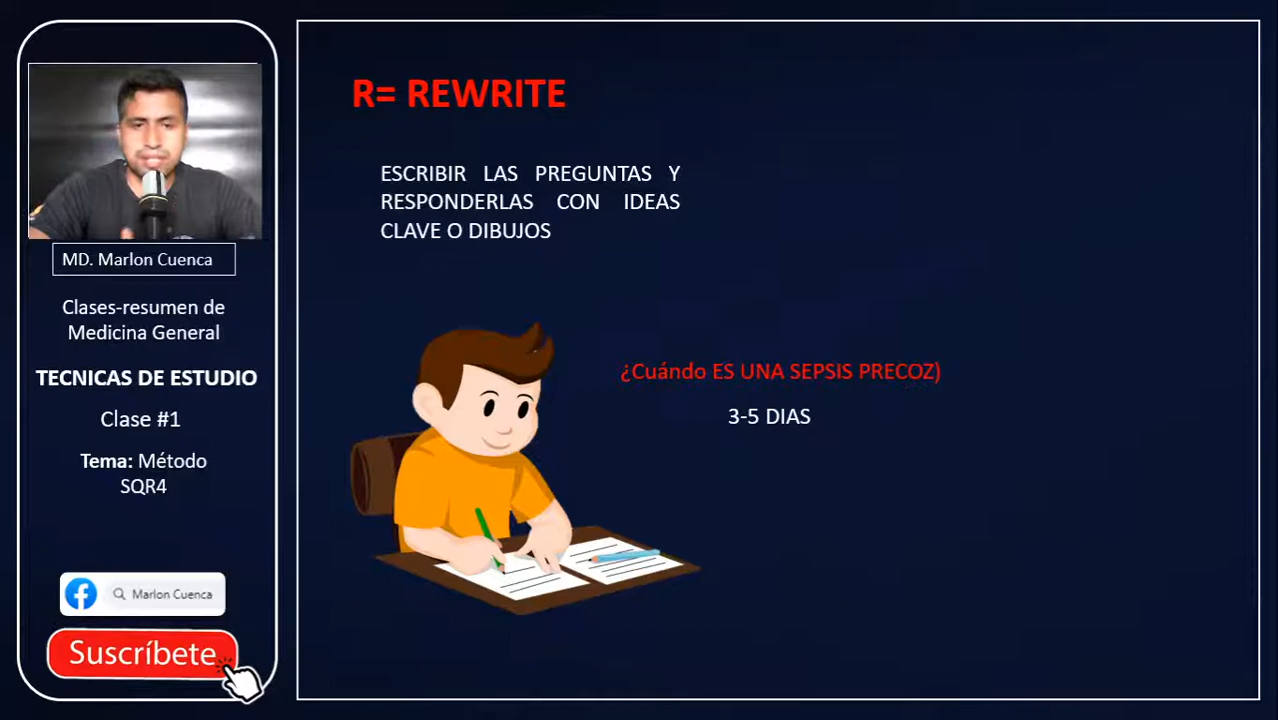 MD. Marlon Cuenca
Clases-resumen de
Medicina General
TECNICAS DE ESTUDIO
Clase #1
Tema: Método
SQR4
Marlon Cuenca
Suscríbete
R= REWRITE
ESCRIBIR LAS PREGUNTAS Y
RESPONDERLAS CON IDEAS
CLAVE O DIBUJOS
¿Cuándo ES UNA SEPSIS PRECOZ)
3-5 DIAS